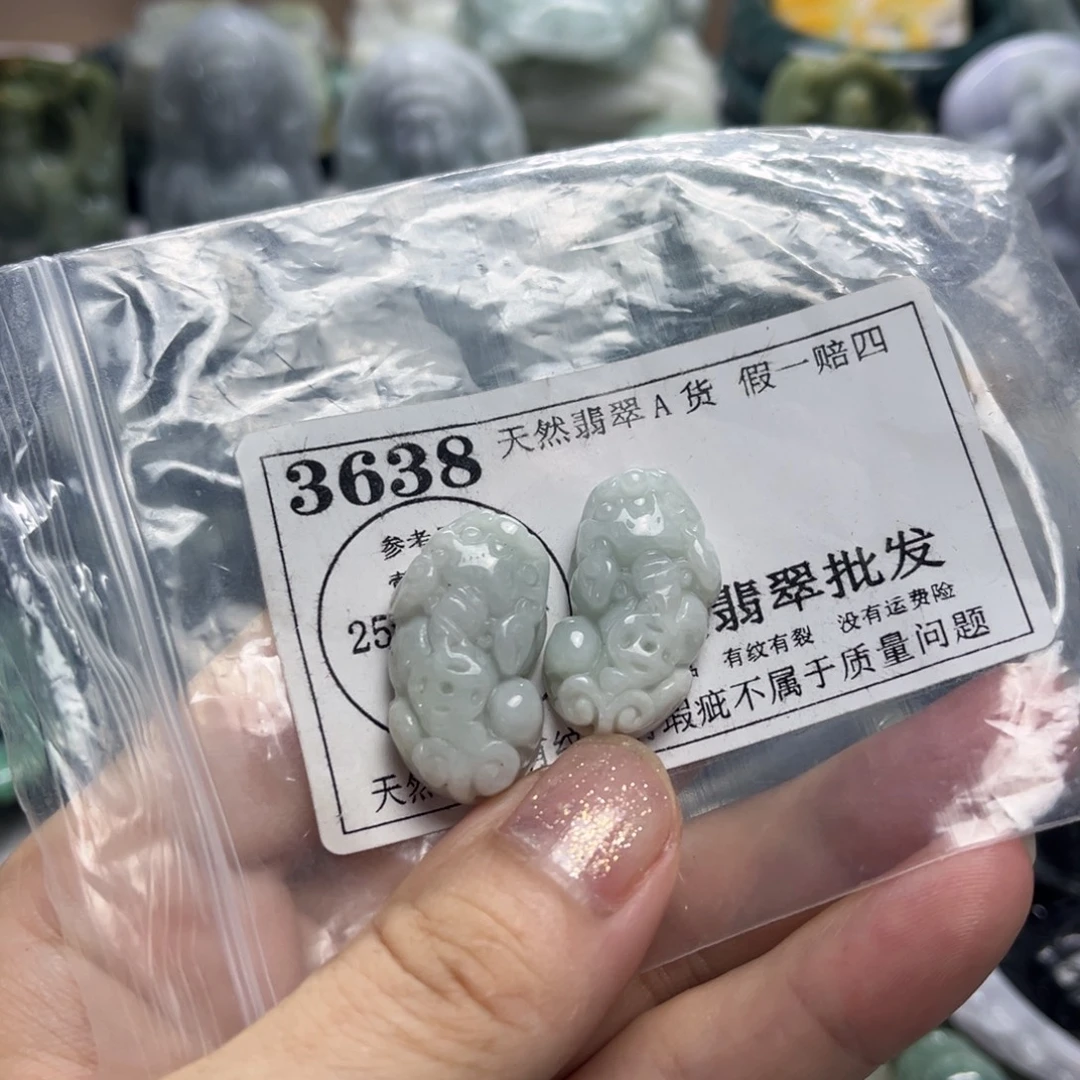 3638 天然翡翠A货 假一赔四
参考
25
翡翠批发
有纹有裂 没有运费险
瑕疵不属于质量问题
天然